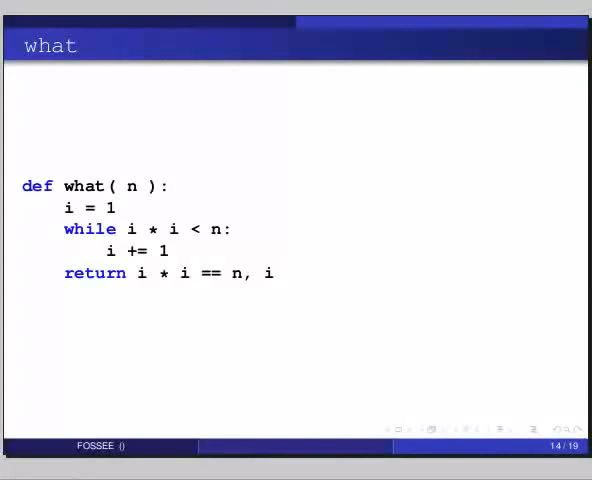 what
def what( n ):
    i = 1
    while i * i < n:
        i += 1
    return i * i == n, i
FOSSEE ()
14 / 19